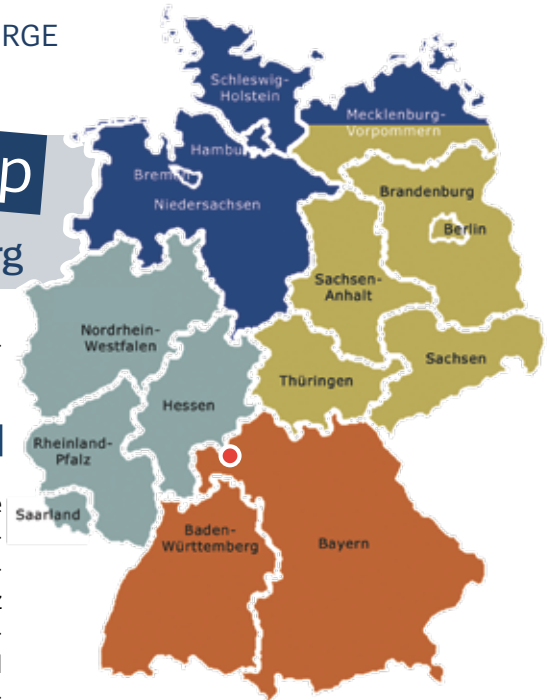 RGE
p
rg
Schleswig-
Holstein
Mecklenburg-
Vorpommern
Hambu
Bremen
Niedersachsen
Brandenburg
Berlin
Sachsen-
Anhalt
Nordrhein-
Westfalen
Sachsen
Thüringen
Hessen
Rheinland-
Pfalz
Saarland
Baden-
Württemberg
Bayern